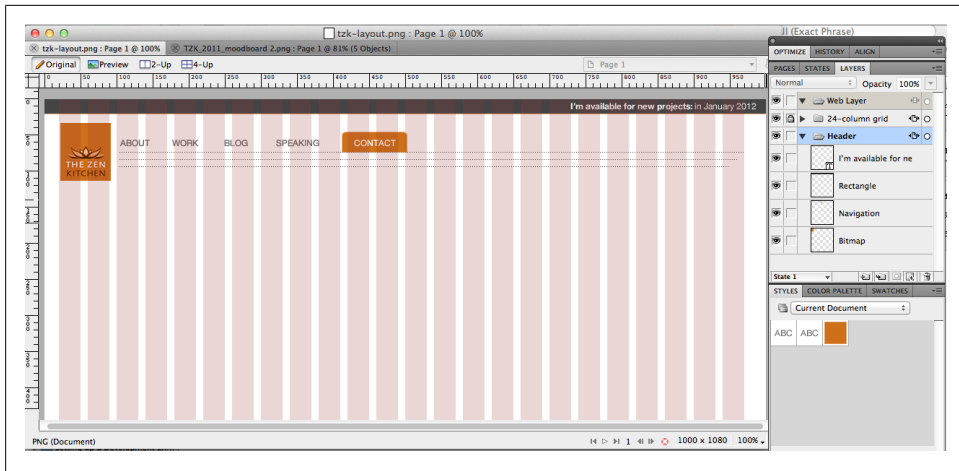 tzk-layout.png : Page 1 @ 100%
JJ (Exact Phrase)
tzk-layout.png : Page 1 @ 100%
TZK_2011_moodboard 2.png : Page 1 @ 81% (5 Objects)
OPTIMIZE HISTORY ALIGN
Original Preview 2-Up 4-Up Page 1
PAGES STATES LAYERS
0 50 100 150 200 250 300 350 400 450 500 550 600 650 700 750 800 850 900 950
Normal Opacity 100%
Web Layer
24-column grid
Header
I'm available for ne
Rectangle
Navigation
Bitmap
I'm available for new projects: in January 2012
ABOUT WORK BLOG SPEAKING CONTACT
THE ZEN
KITCHEN
State 1
STYLES COLOR PALETTE SWATCHES
Current Document
ABC ABC
PNG (Document) 1 1000 x 1080 100%